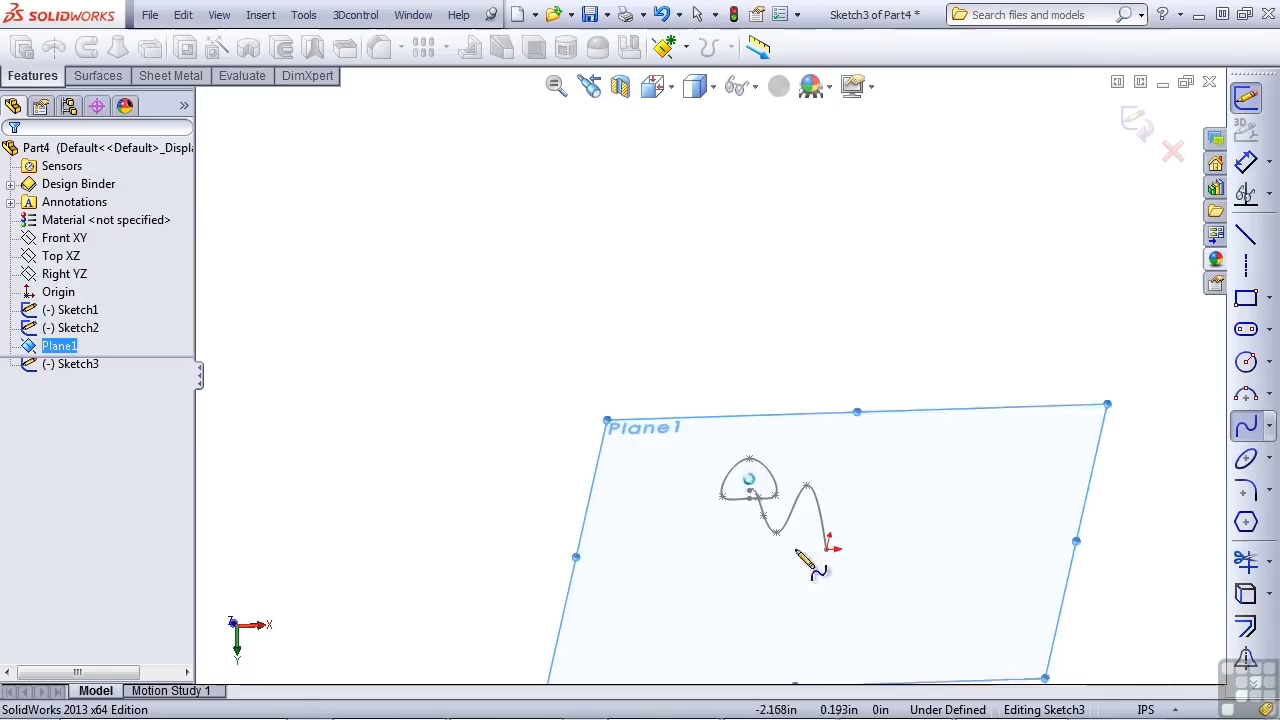 SOLIDWORKS File Edit View Insert Tools 3Dcontrol Window Help Sketch3 of Part4 * Search files and models
Features Surfaces Sheet Metal Evaluate DimXpert
Part4 (Default<<Default>_Displa
Sensors
Design Binder
Annotations
Material <not specified>
Front XY
Top XZ
Right YZ
Origin
(-) Sketch1
(-) Sketch2
Plane1
(-) Sketch3
Plane1
3D
Z X
Y
Model Motion Study 1
SolidWorks 2013 x64 Edition -2.168in 0.193in 0in Under Defined Editing Sketch3 IPS